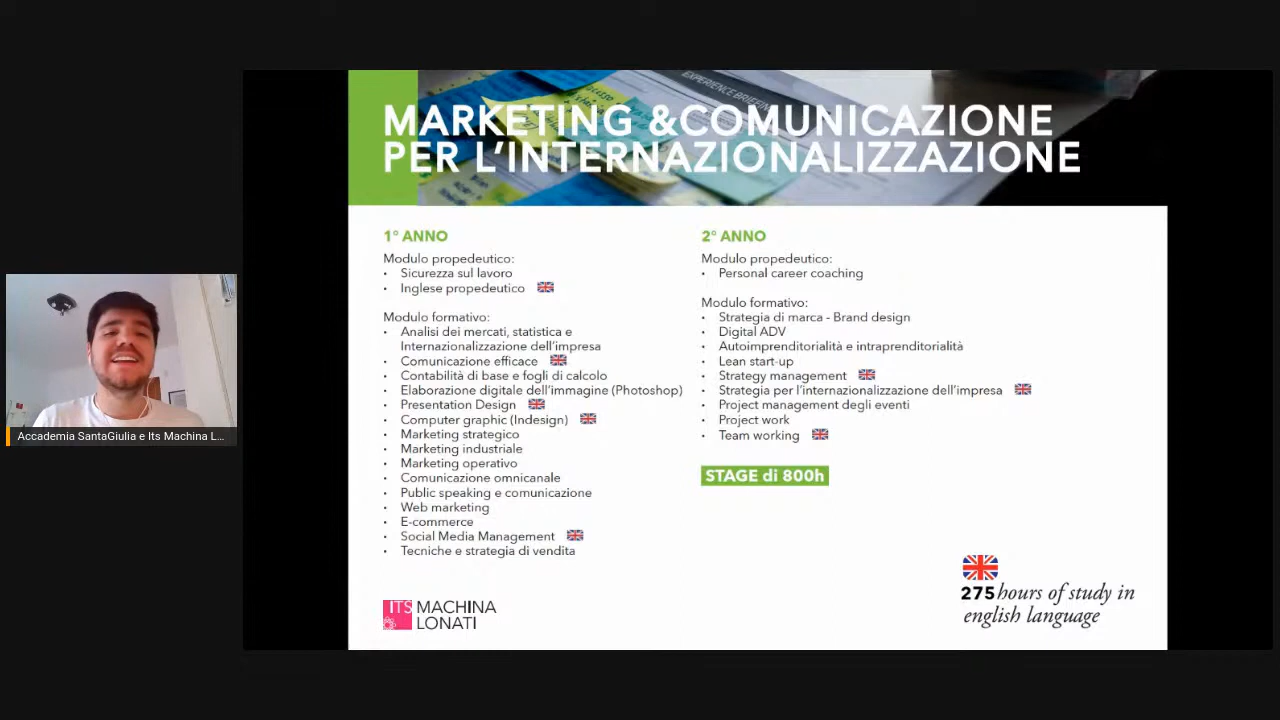 EXPERIENCE BRIEFIN
MARKETING &COMUNICAZIONE
PER L'INTERNAZIONALIZZAZIONE
1° ANNO
Modulo propedeutico:
• Sicurezza sul lavoro
• Inglese propedeutico
Modulo formativo:
• Analisi dei mercati, statistica e
Internazionalizzazione dell'impresa
• Comunicazione efficace
• Contabilità di base e fogli di calcolo
• Elaborazione digitale dell'immagine (Photoshop)
• Presentation Design
• Computer graphic (Indesign)
• Marketing strategico
• Marketing industriale
• Marketing operativo
• Comunicazione omnicanale
• Public speaking e comunicazione
• Web marketing
• E-commerce
• Social Media Management
• Tecniche e strategia di vendita
2° ANNO
Modulo propedeutico:
• Personal career coaching
Modulo formativo:
• Strategia di marca - Brand design
• Digital ADV
• Autoimprenditorialità e intraprenditorialità
• Lean start-up
• Strategy management
• Strategia per l'internazionalizzazione dell'impresa
• Project management degli eventi
• Project work
• Team working
STAGE di 800h
275 hours of study in
english language
ITS MACHINA
LONATI
Accademia SantaGiulia e Its Machina L...